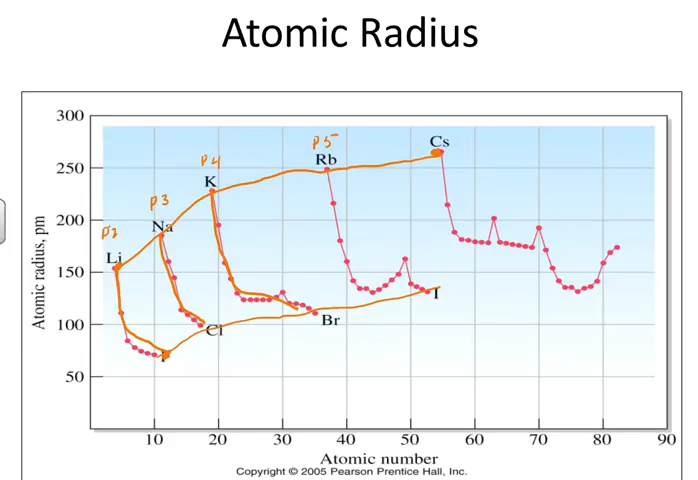 Atomic Radius
300
250
200
150
100
50
Atomic radius, pm
p2
Li
p3
Na
p4
K
p5
Rb
Cs
Cl
Br
I
10 20 30 40 50 60 70 80 90
Atomic number
Copyright © 2005 Pearson Prentice Hall, Inc.